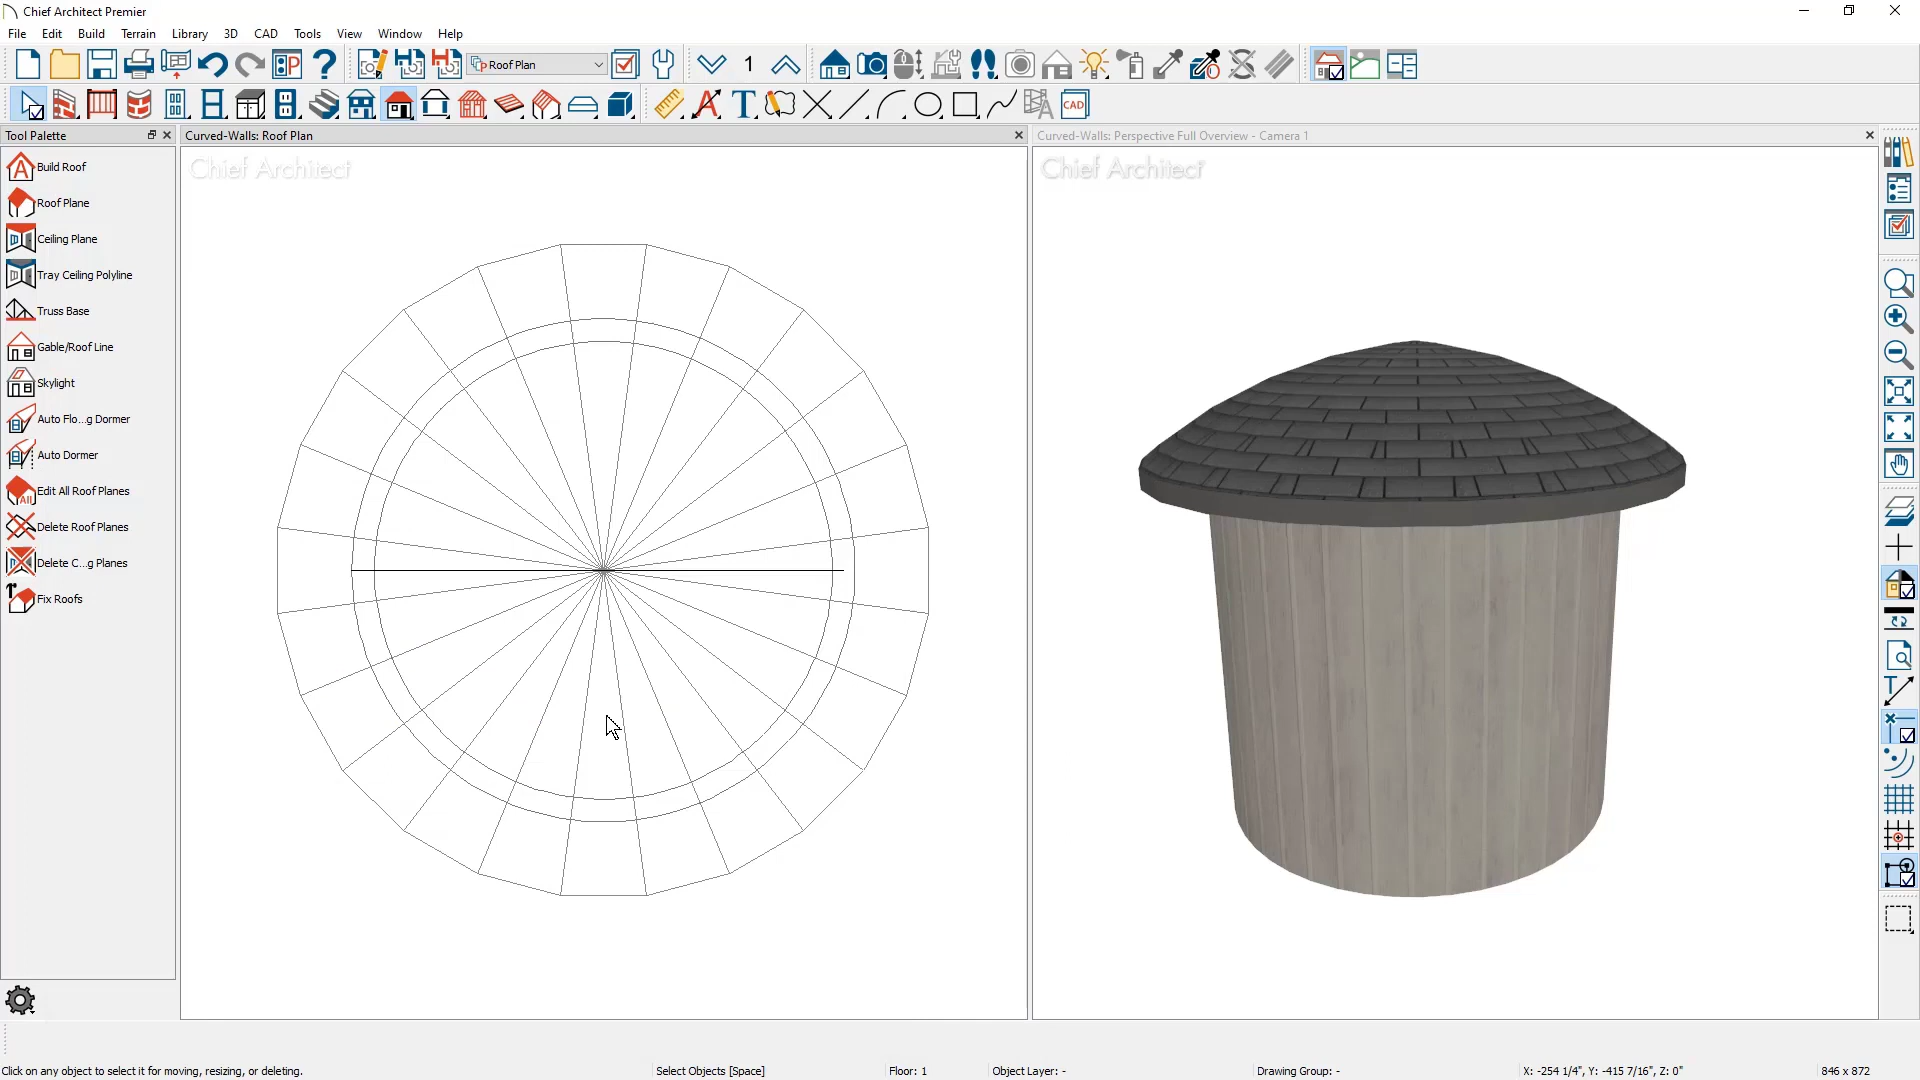 Chief Architect Premier
File Edit Build Terrain Library 3D CAD Tools View Window Help
Roof Plan
1
CAD
Tool Palette
Curved-Walls: Roof Plan
Curved-Walls: Perspective Full Overview - Camera 1
Chief Architect
Chief Architect
Build Roof
Roof Plane
Ceiling Plane
Tray Ceiling Polyline
Truss Base
Gable/Roof Line
Skylight
Auto Flo...g Dormer
Auto Dormer
Edit All Roof Planes
Delete Roof Planes
Delete C...g Planes
Fix Roofs
Click on any object to select it for moving, resizing, or deleting. Select Objects [Space] Floor: 1 Object Layer: - Drawing Group: - X: -254 1/4", Y: -415 7/16", Z: 0" 846 x 872